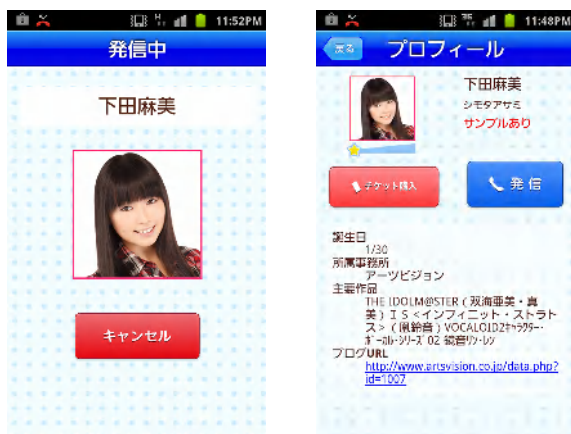 11:52PM
発信中
下田麻美
キャンセル
11:48PM
戻る
プロフィール
下田麻美
シモダアサミ
サンプルあり
チケット購入
発信
誕生日
1/30
所属事務所
アーツビジョン
主要作品
THE IDOLM@STER ( 双海亜美・真
美 ) I S <インフィニット・ストラト
ス> ( 凰鈴音 ) VOCALOID2ｷｬﾗｸﾀｰ･
ﾎﾞｰｶﾙ･ｼﾘｰｽﾞ 02 鏡音ﾘﾝ･ﾚﾝ
ブログURL
http://www.artsvision.co.jp/data.php?
id=1007